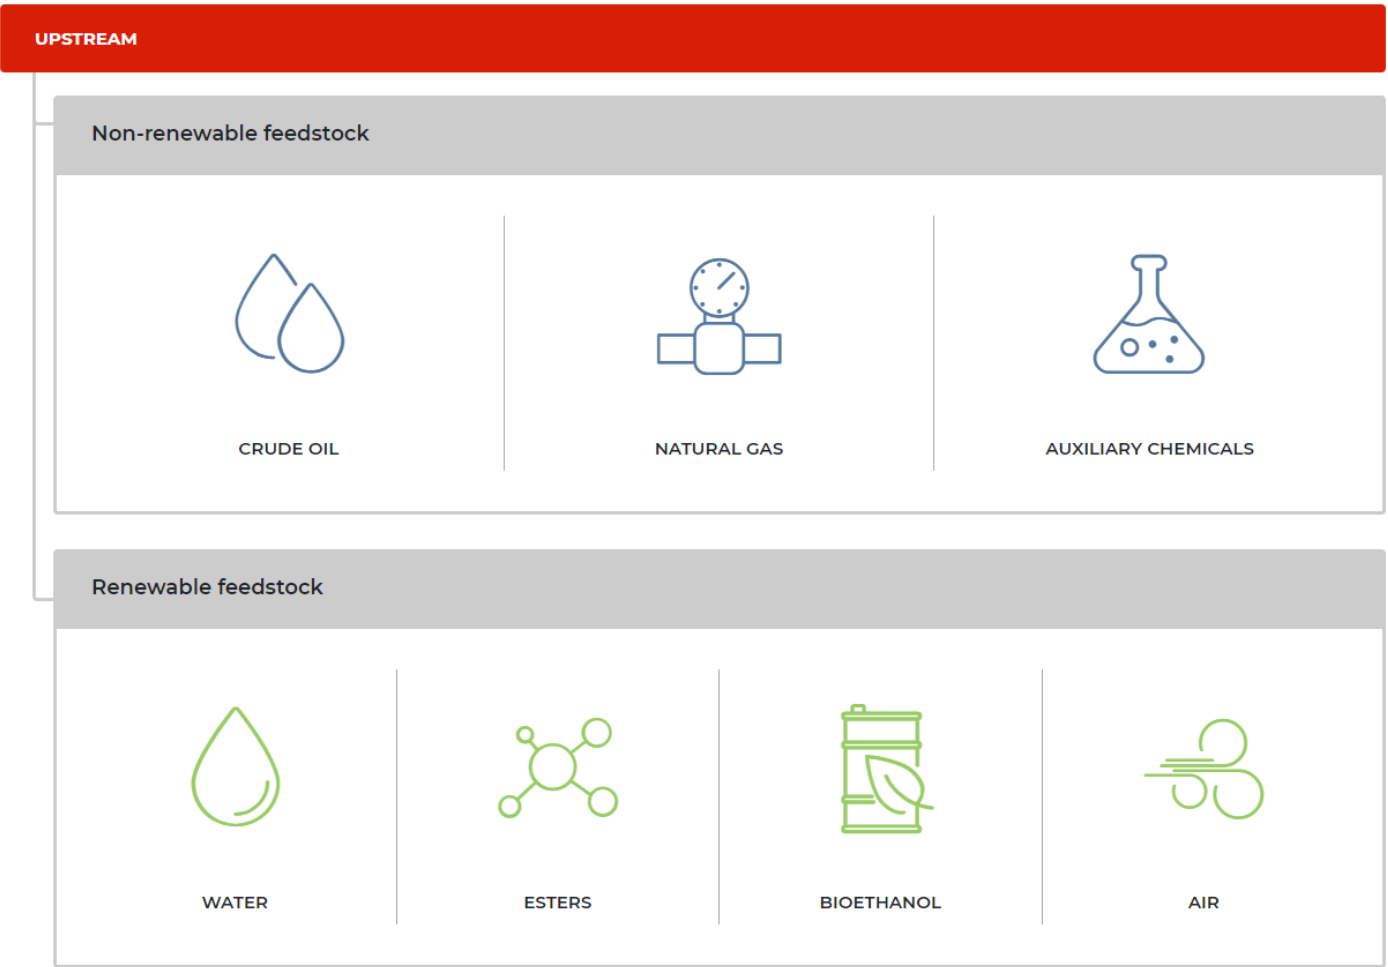 UPSTREAM
Non-renewable feedstock
CRUDE OIL
NATURAL GAS
AUXILIARY CHEMICALS
Renewable feedstock
WATER
ESTERS
BIOETHANOL
AIR